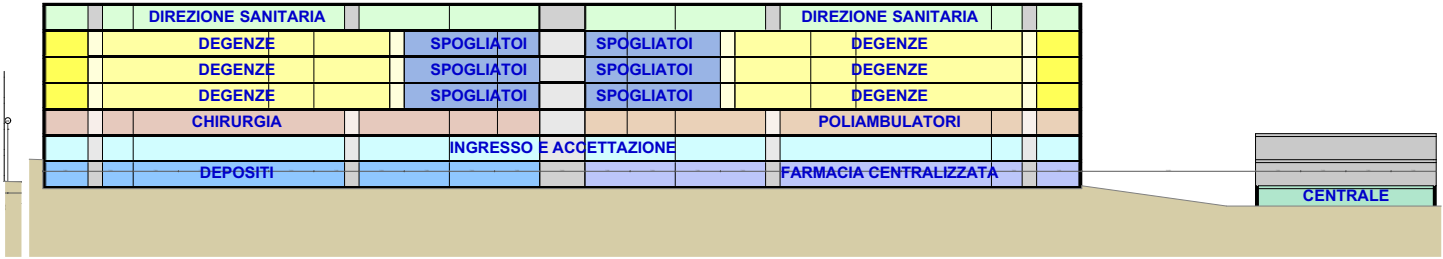 DIREZIONE SANITARIA DIREZIONE SANITARIA
DEGENZE SPOGLIATOI SPOGLIATOI DEGENZE
DEGENZE SPOGLIATOI SPOGLIATOI DEGENZE
DEGENZE SPOGLIATOI SPOGLIATOI DEGENZE
CHIRURGIA POLIAMBULATORI
INGRESSO E ACCETTAZIONE
DEPOSITI FARMACIA CENTRALIZZATA
CENTRALE